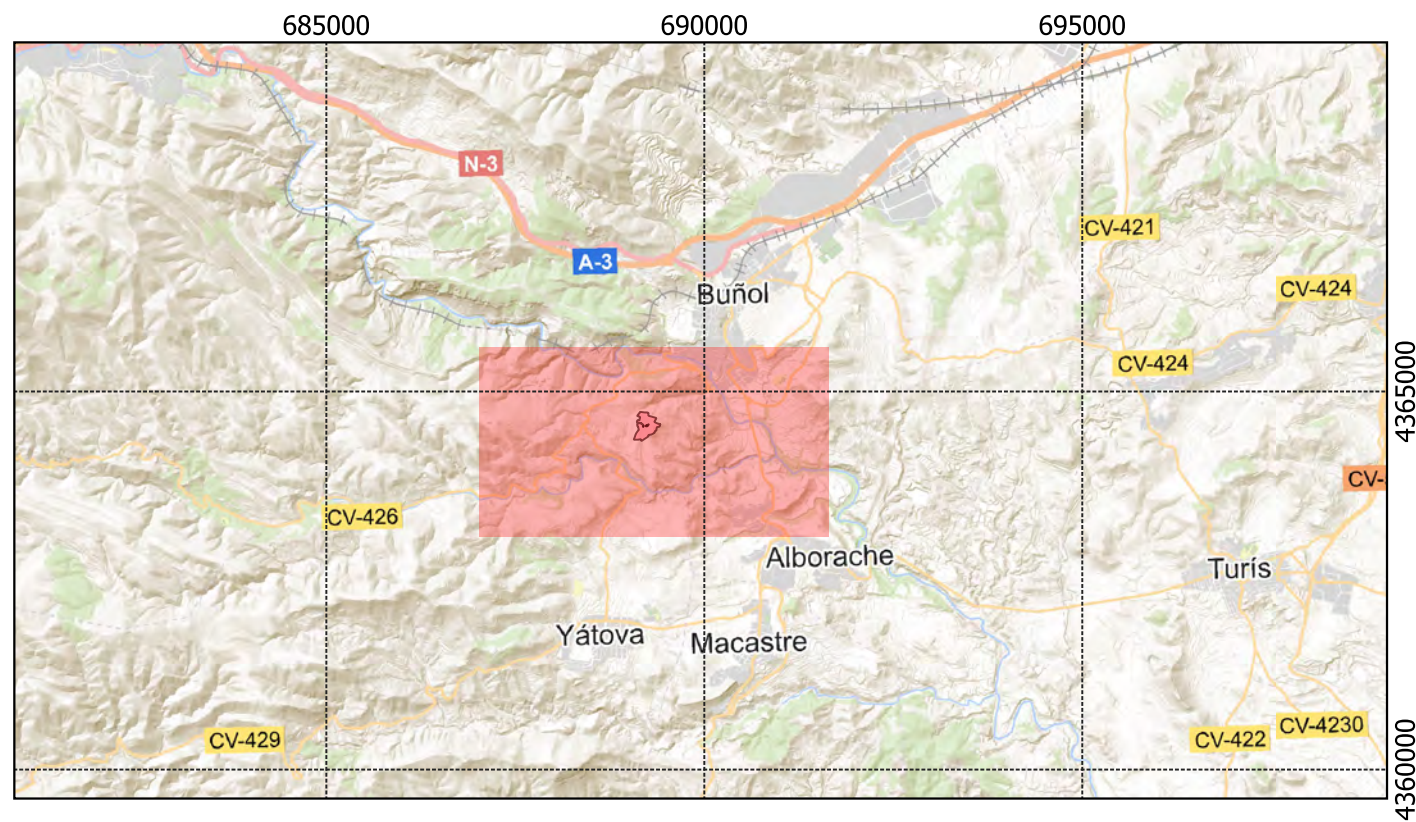 685000
690000
695000
N-3
CV-421
A-3
CV-424
Buñol
CV-424
4365000
CV-
CV-426
Alborache
Turís
Yátova
Macastre
CV-4230
CV-422
CV-429
4360000